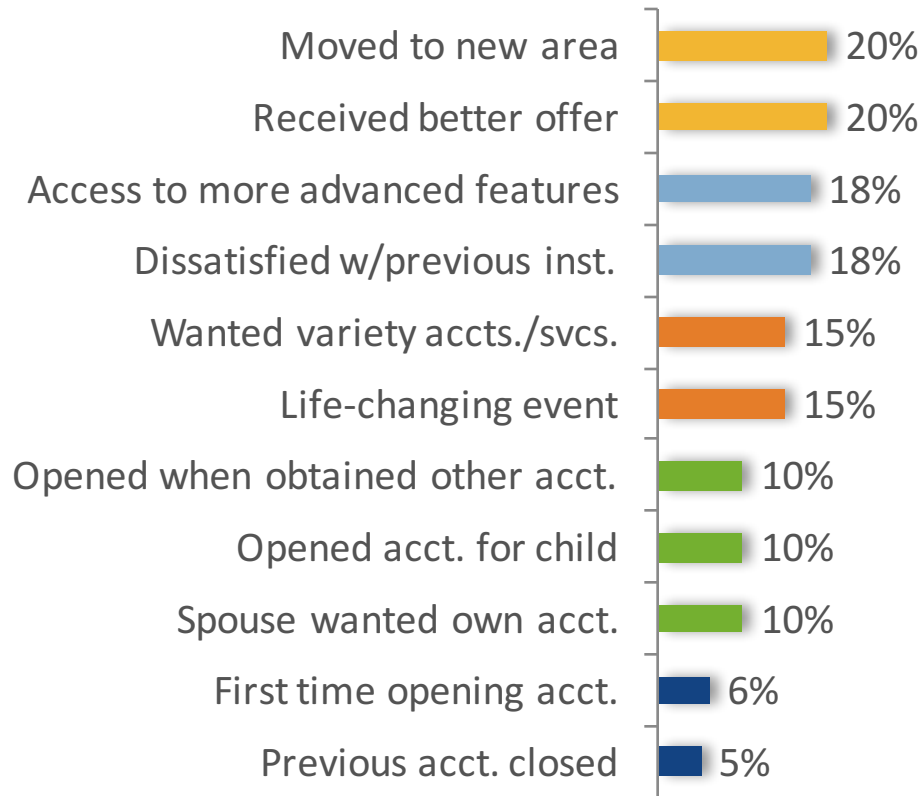 Moved to new area 20%
Received better offer 20%
Access to more advanced features 18%
Dissatisfied w/previous inst. 18%
Wanted variety accts./svcs. 15%
Life-changing event 15%
Opened when obtained other acct. 10%
Opened acct. for child 10%
Spouse wanted own acct. 10%
First time opening acct. 6%
Previous acct. closed 5%